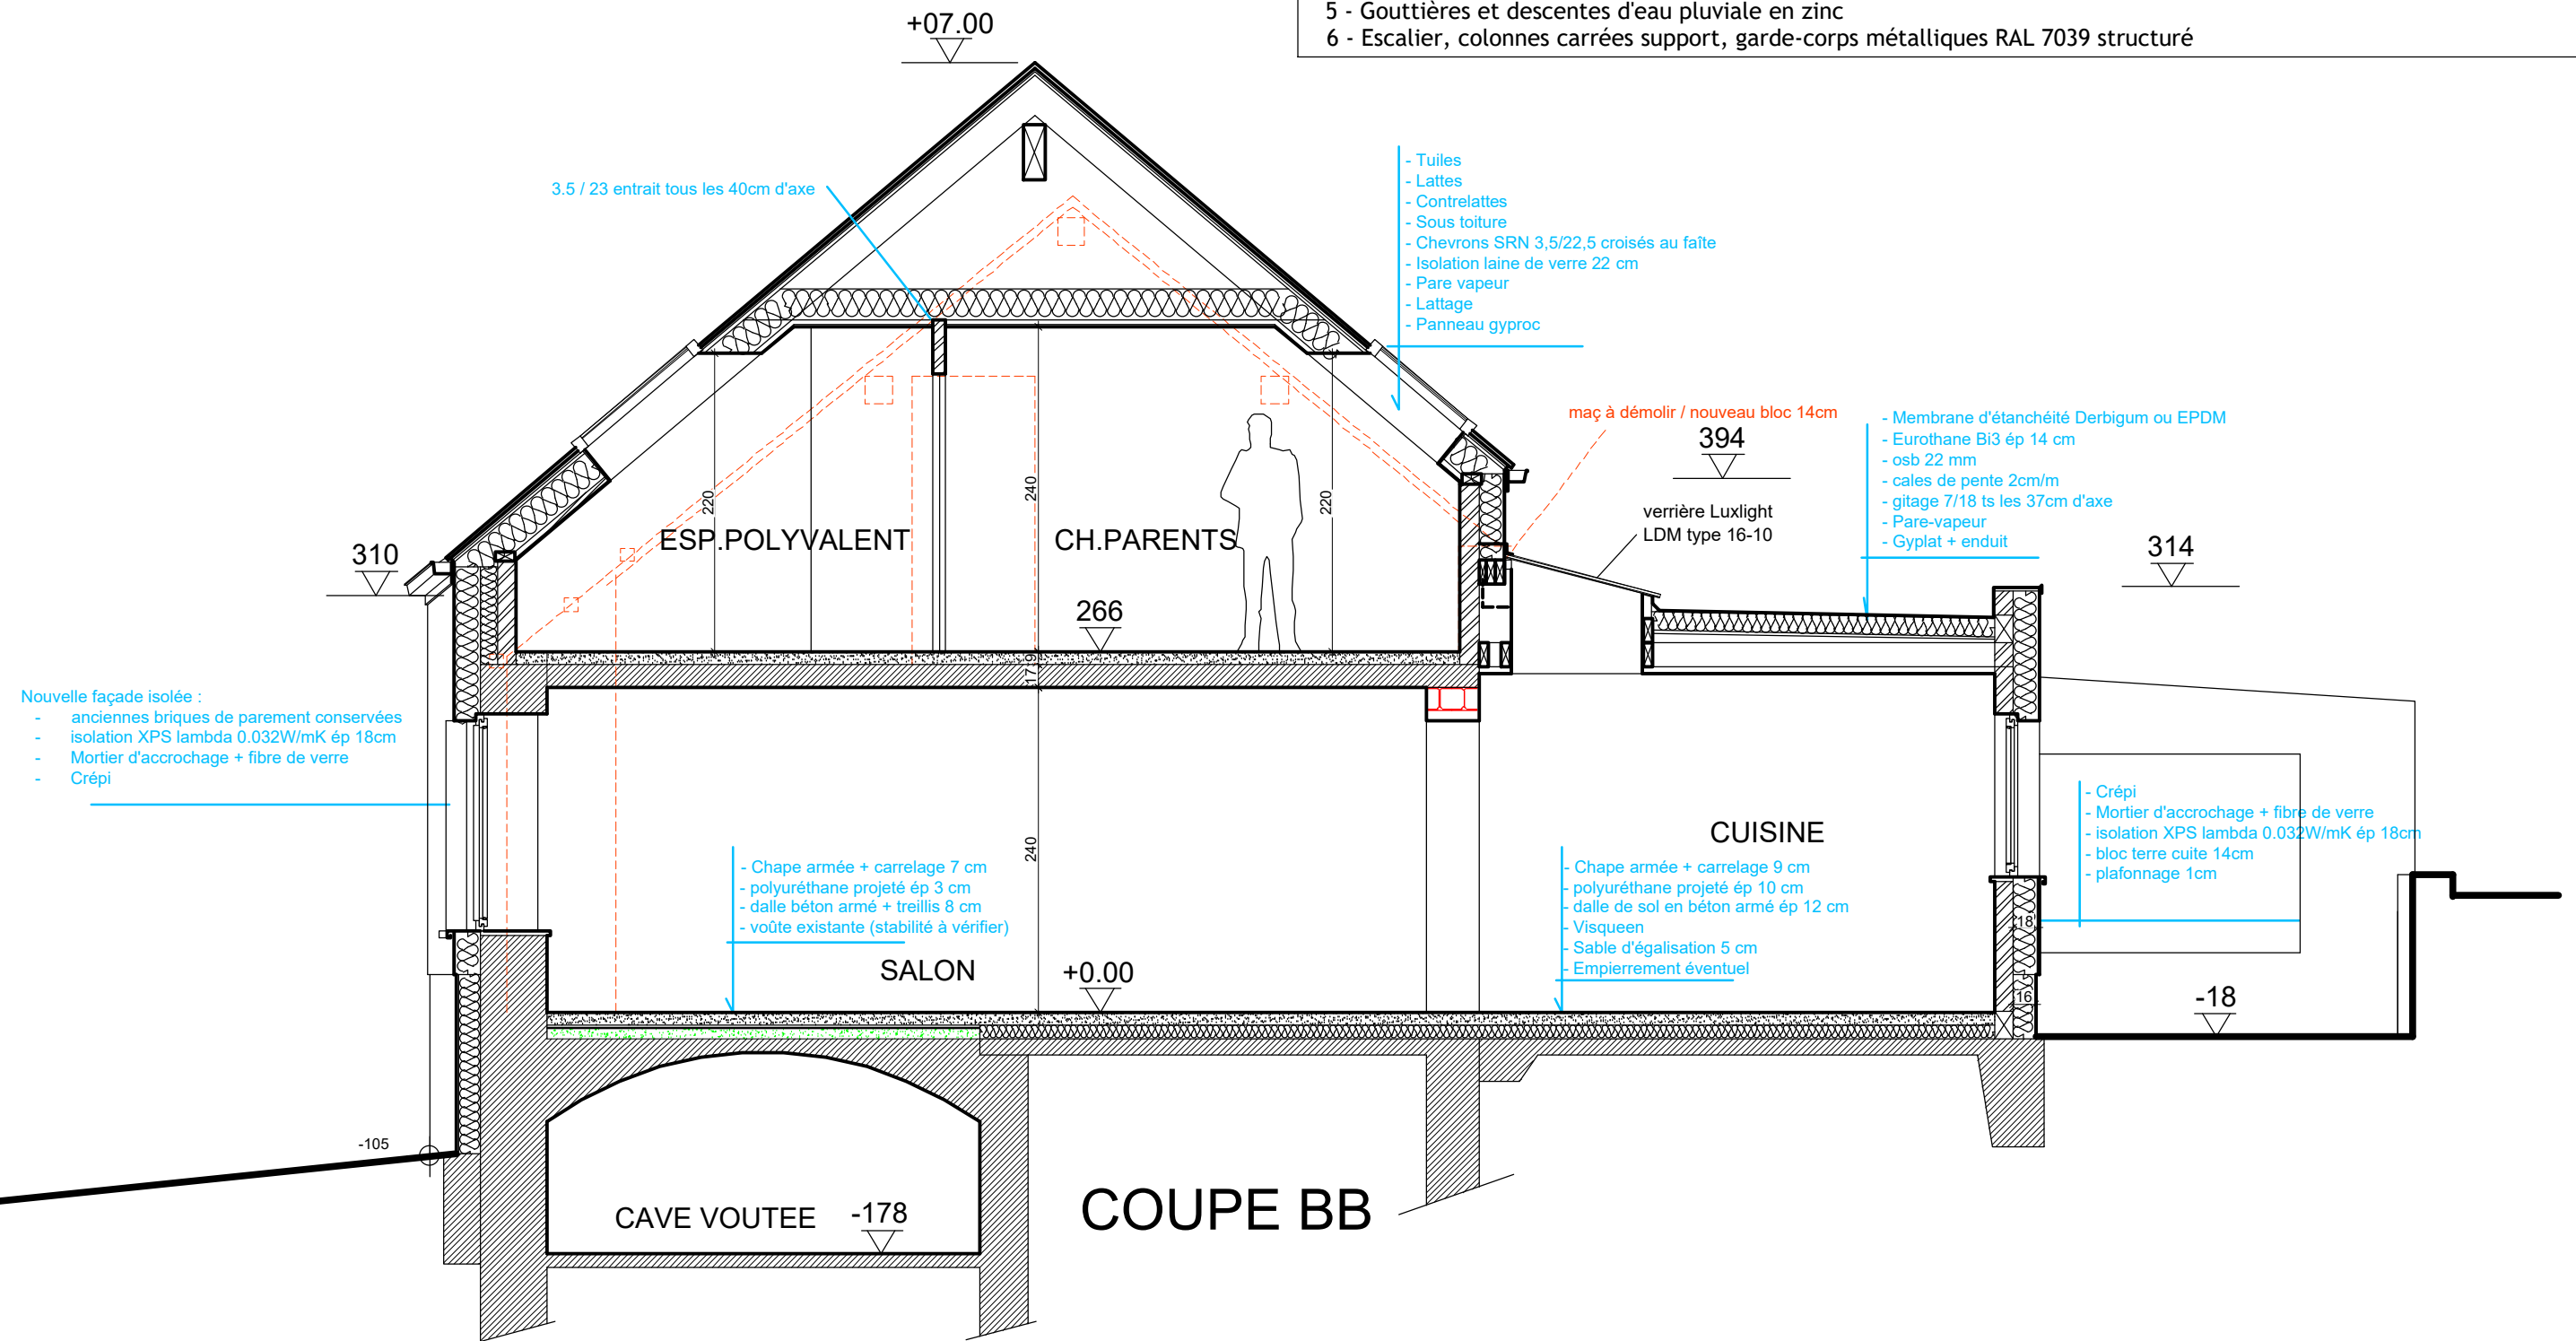 5 - Gouttières et descentes d'eau pluviale en zinc
6 - Escalier, colonnes carrées support, garde-corps métalliques RAL 7039 structuré
+07.00
3.5 / 23 entrait tous les 40cm d'axe
- Tuiles
- Lattes
- Contrelattes
- Sous toiture
- Chevrons SRN 3,5/22,5 croisés au faîte
- Isolation laine de verre 22 cm
- Pare vapeur
- Lattage
- Panneau gyproc
maç à démolir / nouveau bloc 14cm
394
verrière Luxlight
LDM type 16-10
- Membrane d'étanchéité Derbigum ou EPDM
- Eurothane Bi3 ép 14 cm
- osb 22 mm
- cales de pente 2cm/m
- gitage 7/18 ts les 37cm d'axe
- Pare-vapeur
- Gyplat + enduit
314
310
220
240
220
ESP.POLYVALENT
CH.PARENTS
266
9
17
Nouvelle façade isolée :
- anciennes briques de parement conservées
- isolation XPS lambda 0.032W/mK ép 18cm
- Mortier d'accrochage + fibre de verre
- Crépi
240
CUISINE
- Chape armée + carrelage 7 cm
- polyuréthane projeté ép 3 cm
- dalle béton armé + treillis 8 cm
- voûte existante (stabilité à vérifier)
SALON
+0.00
- Chape armée + carrelage 9 cm
- polyuréthane projeté ép 10 cm
- dalle de sol en béton armé ép 12 cm
- Visqueen
- Sable d'égalisation 5 cm
- Empierrement éventuel
- Crépi
- Mortier d'accrochage + fibre de verre
- isolation XPS lambda 0.032W/mK ép 18cm
- bloc terre cuite 14cm
- plafonnage 1cm
18
16
-18
-105
CAVE VOUTEE
-178
COUPE BB